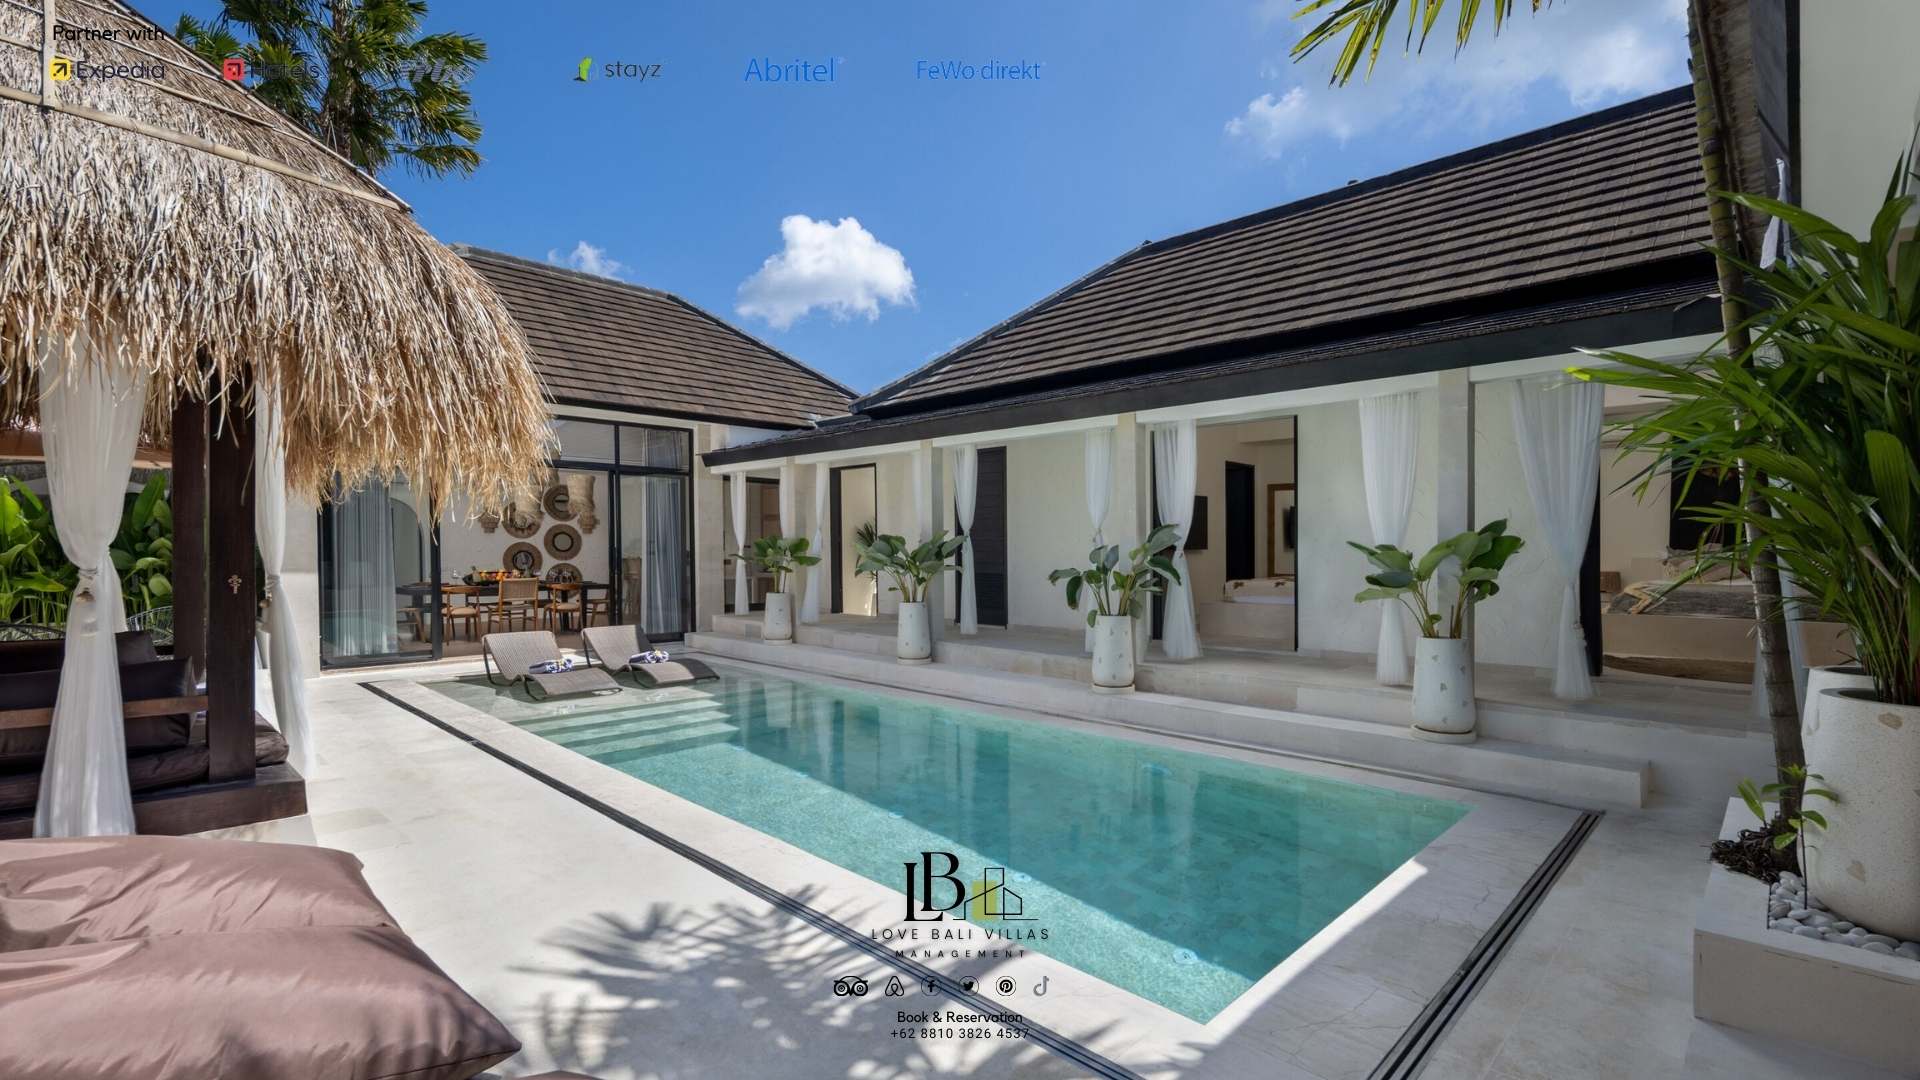 Partner with
Expedia
Hotels
Vrbo
stayz
Abritel
FeWo-direkt
LB
LOVE BALI VILLAS
MANAGEMENT
Book & Reservation
+62 8810 3826 4537